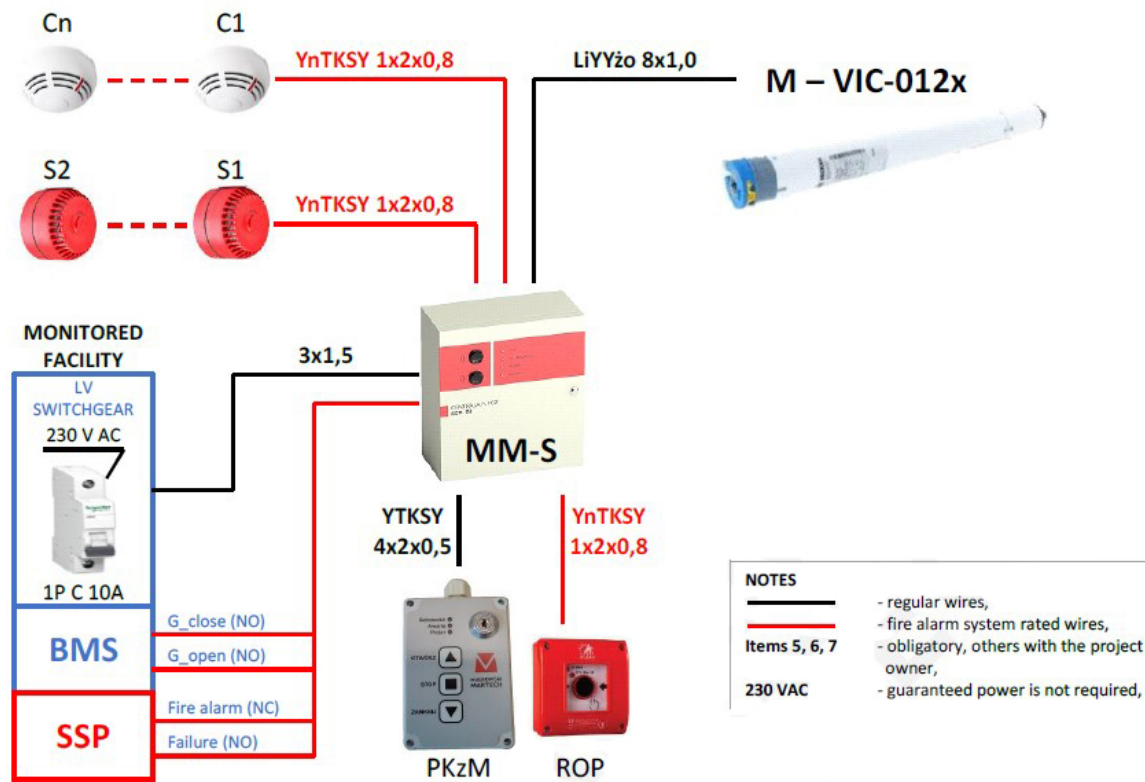 Cn
C1
YnTKSY 1x2x0,8
LiYYżo 8x1,0
M – VIC-012x
S2
S1
YnTKSY 1x2x0,8
MONITORED
FACILITY
LV
SWITCHGEAR
230 V AC
1P C 10A
3x1,5
MM-S
YTKSY
4x2x0,5
YnTKSY
1x2x0,8
BMS
G_close (NO)
G_open (NO)
SSP
Fire alarm (NC)
Failure (NO)
STOP
ZAMKNIJ
MARTECH
PKzM
ROP
NOTES
- regular wires,
- fire alarm system rated wires,
Items 5, 6, 7 - obligatory, others with the project
owner,
230 VAC - guaranteed power is not required,